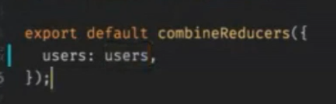 export default combineReducers({
  users: users,
});